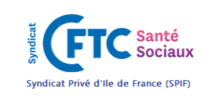 Syndicat
CFTC Santé
Sociaux
Syndicat Privé d'Ile de France (SPIF)